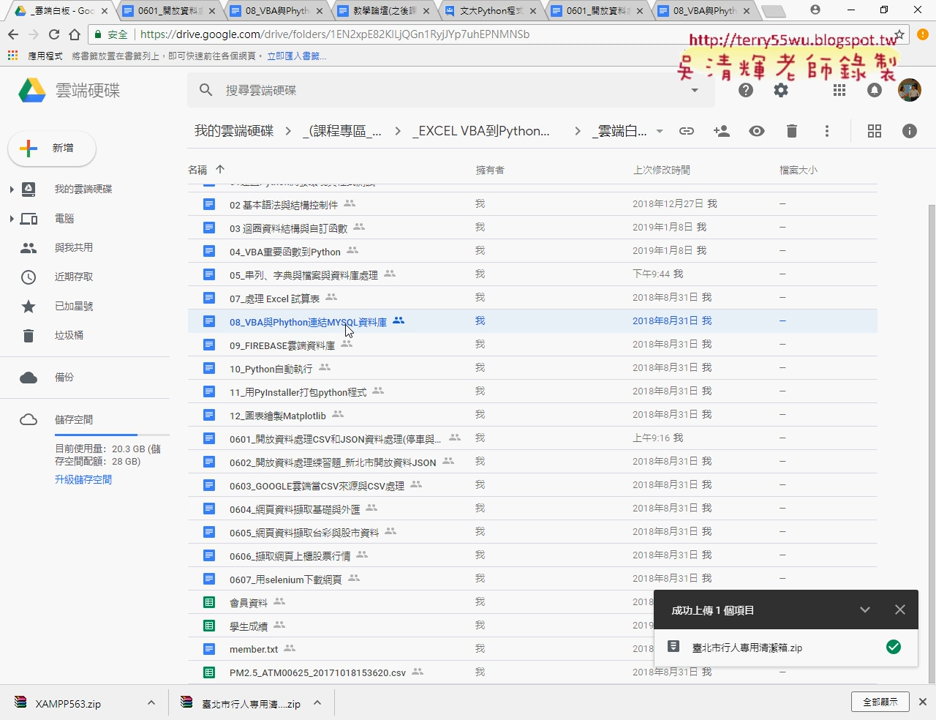 _雲端白板 - Goo
0601_開放資料
08_VBA與Phyth
教學論壇(之後課
文大Python程式
0601_開放資料
08_VBA與Phyth
安全 | https://drive.google.com/drive/folders/1EN2xpE82KlLjQGn1RyjJYp7uhEPNMNSb
應用程式 將書籤放置在書籤列上，即可快速前往各個網頁。 立即匯入書籤...
http://terry55wu.blogspot.tw
吳清輝老師錄製
雲端硬碟
搜尋雲端硬碟
新增
我的雲端硬碟
電腦
與我共用
近期存取
已加星號
垃圾桶
備份
儲存空間
目前使用量：20.3 GB (儲
存空間配額：28 GB)
升級儲存空間
我的雲端硬碟 > _(課程專區_... > _EXCEL VBA到Python... > _雲端白...
名稱 擁有者 上次修改時間 檔案大小
02 基本語法與結構控制件 我 2018年12月27日 我 –
03 迴圈資料結構與自訂函數 我 2019年1月8日 我 –
04_VBA重要函數到Python 我 2019年1月8日 我 –
05_串列、字典與檔案與資料庫處理 我 下午9:44 我 –
07_處理 Excel 試算表 我 2018年8月31日 我 –
08_VBA與Phython連結MYSQL資料庫 我 2018年8月31日 我 –
09_FIREBASE雲端資料庫 我 2018年8月31日 我 –
10_Python自動執行 我 2018年8月31日 我 –
11_用PyInstaller打包python程式 我 2018年8月31日 我 –
12_圖表繪製Matplotlib 我 2018年8月31日 我 –
0601_開放資料處理CSV和JSON資料處理(停車與... 我 上午9:16 我 –
0602_開放資料處理練習題_新北市開放資料JSON 我 2018年8月31日 我 –
0603_GOOGLE雲端當CSV來源與CSV處理 我 2018年8月31日 我 –
0604_網頁資料擷取基礎與外匯 我 2018年8月31日 我 –
0605_網頁資料擷取台彩與股市資料 我 2018年8月31日 我 –
0606_擷取網頁上櫃股票行情 我 2018年8月31日 我 –
0607_用selenium下載網頁 我 2018年8月31日 我 –
會員資料 我 2018
學生成績 我 2019
member.txt 我 2018
PM2.5_ATM00625_20171018153620.csv 我 2018年8月31日 我 –
成功上傳 1 個項目
臺北市行人專用清潔箱.zip
XAMPP563.zip
臺北市行人專用清....zip
全部顯示